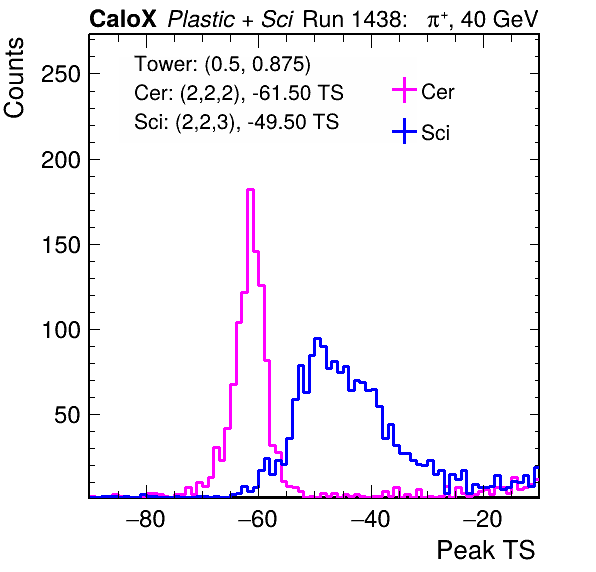 CaloX Plastic + Sci Run 1438: π⁺, 40 GeV
Counts
Tower: (0.5, 0.875)
Cer: (2,2,2), -61.50 TS
Sci: (2,2,3), -49.50 TS
Cer
Sci
250
200
150
100
50
−80 −60 −40 −20
Peak TS